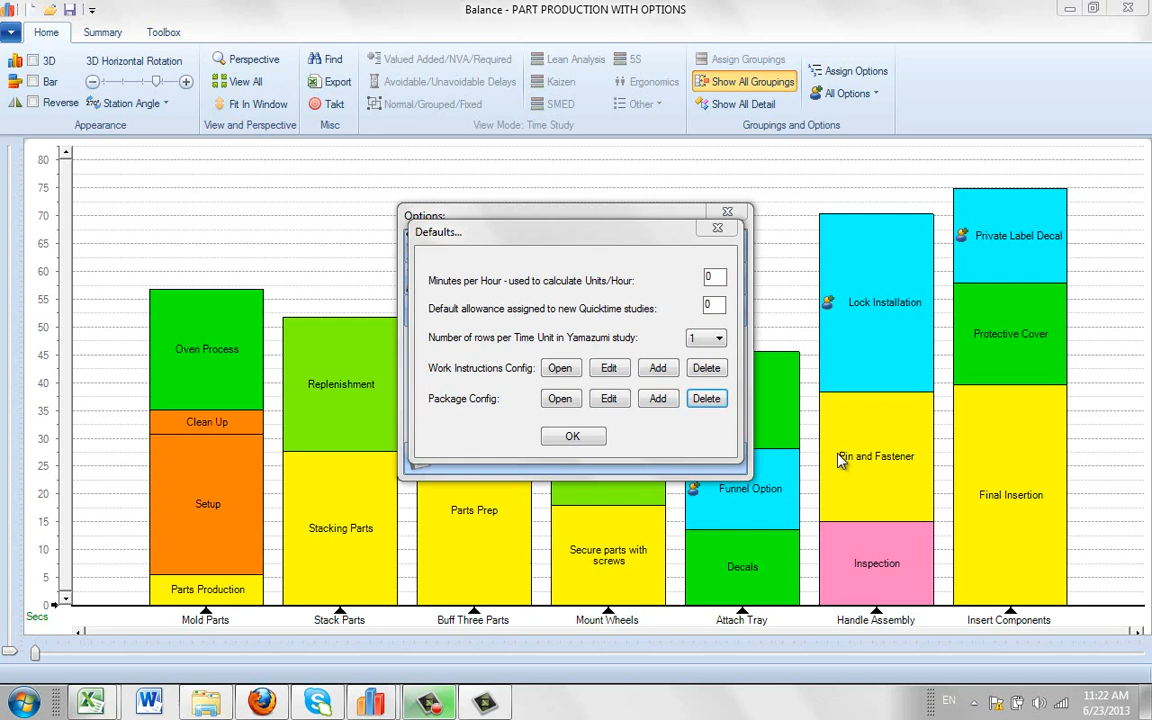 Balance - PART PRODUCTION WITH OPTIONS
Home Summary Toolbox
3D 3D Horizontal Rotation Perspective Find Valued Added/NVA/Required Lean Analysis 5S Assign Groupings Assign Options
Bar View All Export Avoidable/Unavoidable Delays Kaizen Ergonomics Show All Groupings All Options
Reverse Station Angle Fit In Window Takt Normal/Grouped/Fixed SMED Other Show All Detail
Appearance View and Perspective Misc View Mode: Time Study Groupings and Options
80
75
70
65
60
55
50
45
40
35
30
25
20
15
10
5
0
Secs
Oven Process
Clean Up
Setup
Parts Production
Replenishment
Stacking Parts
Parts Prep
Secure parts with
screws
Funnel Option
Decals
Lock Installation
Pin and Fastener
Inspection
Private Label Decal
Protective Cover
Final Insertion
Options:
Defaults...
Minutes per Hour - used to calculate Units/Hour: 0
Default allowance assigned to new Quicktime studies: 0
Number of rows per Time Unit in Yamazumi study: 1
Work Instructions Config: Open Edit Add Delete
Package Config: Open Edit Add Delete
OK
Mold Parts Stack Parts Buff Three Parts Mount Wheels Attach Tray Handle Assembly Insert Components
EN
11:22 AM
6/23/2013